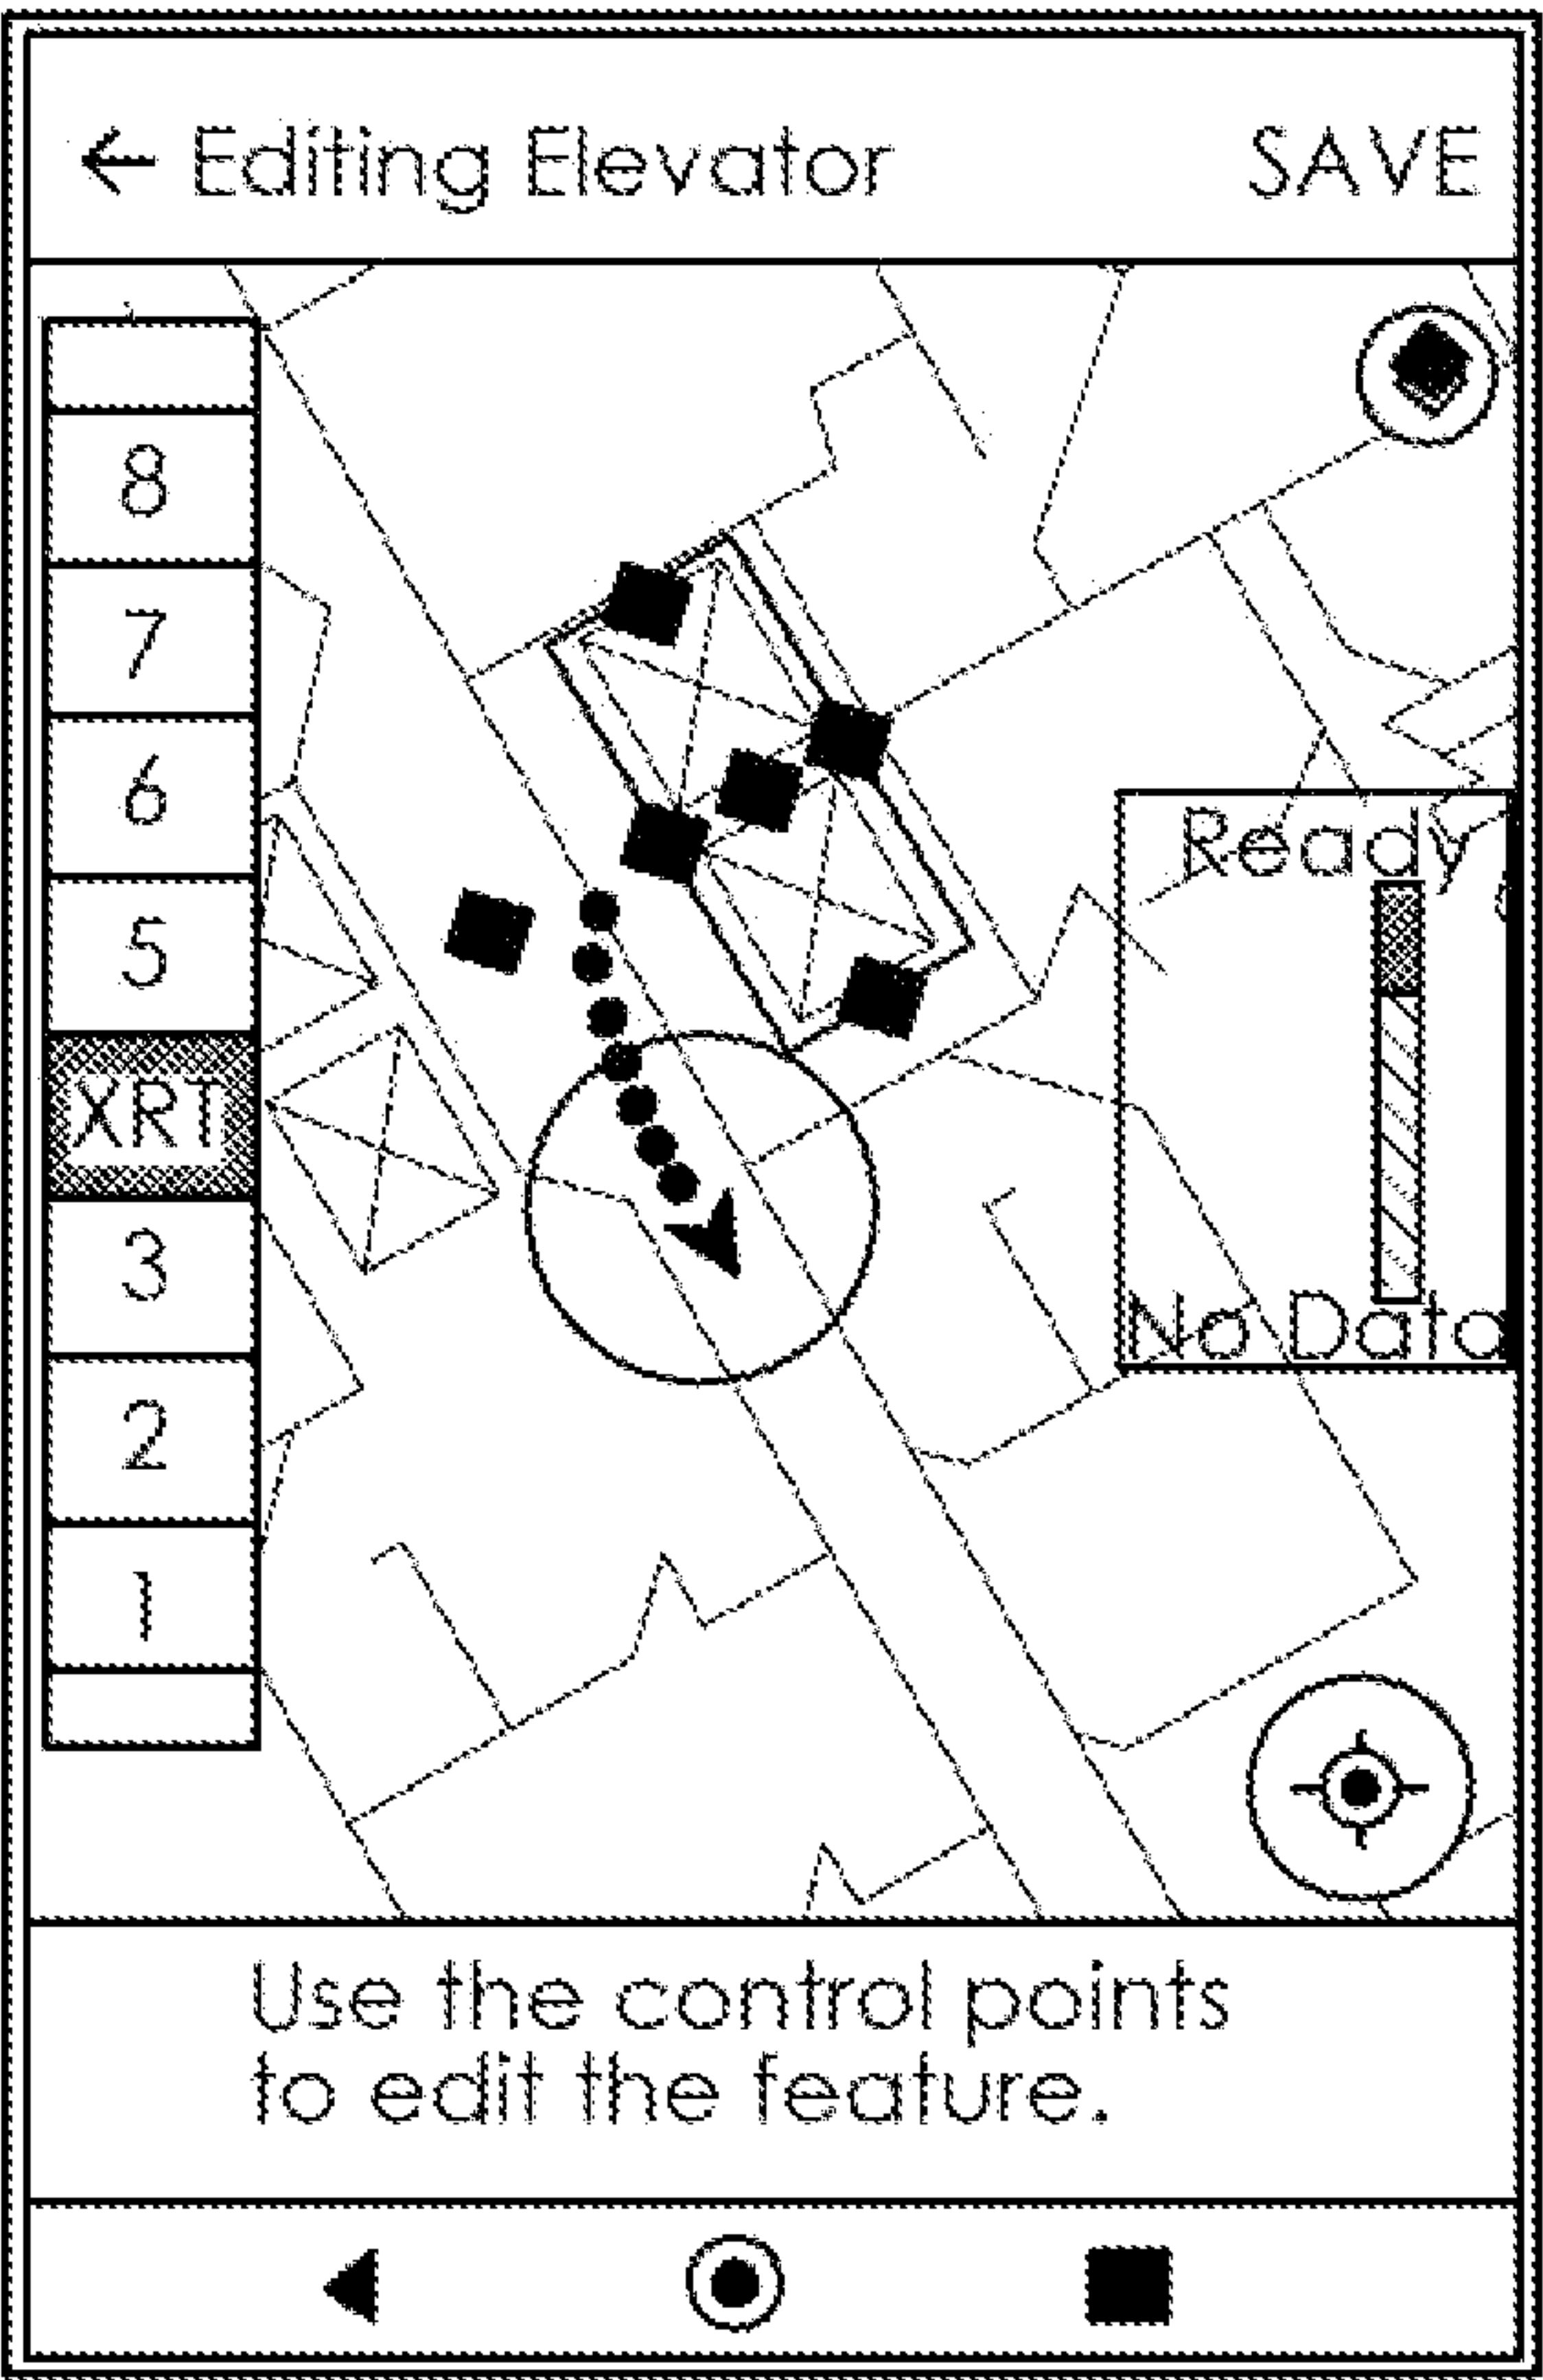 ← Editing Elevator SAVE
8
7
6
5
XRT
3
2
1
Ready
No Data
Use the control points
to edit the feature.